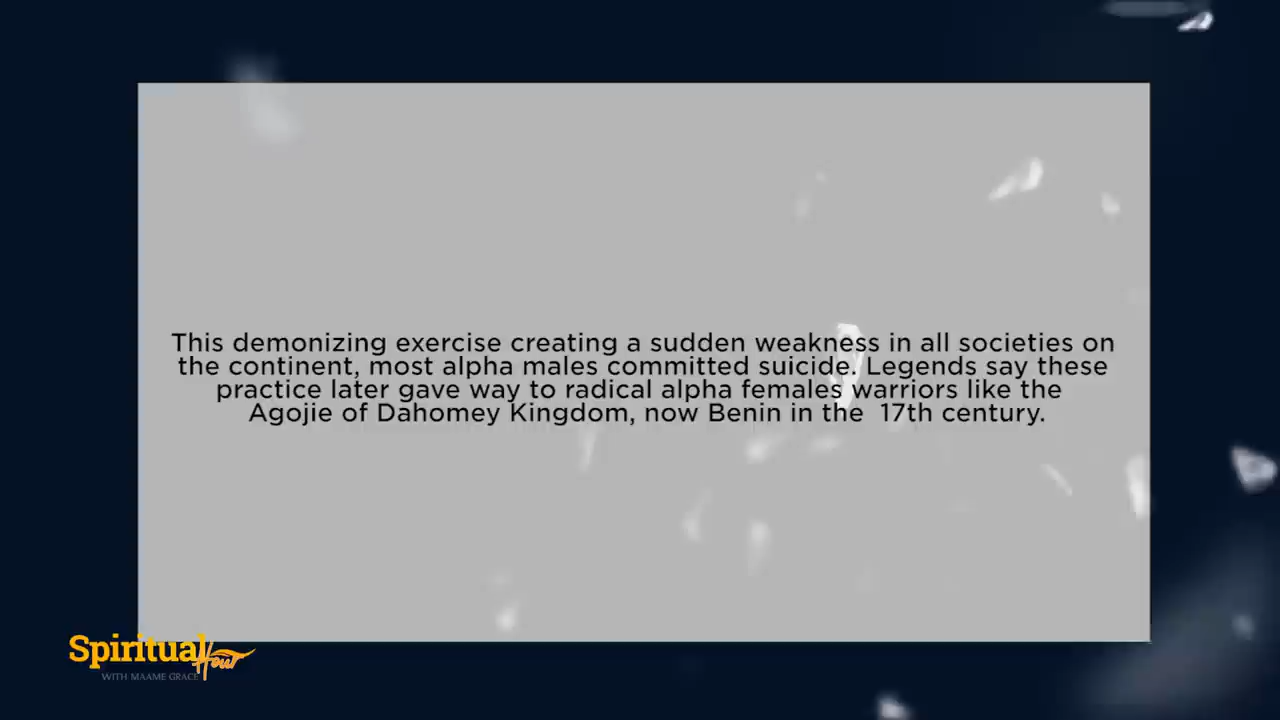 This demonizing exercise creating a sudden weakness in all societies on
the continent, most alpha males committed suicide. Legends say these
practice later gave way to radical alpha females warriors like the
Agojie of Dahomey Kingdom, now Benin in the 17th century.
Spiritual Hour
WITH MAAME GRACE